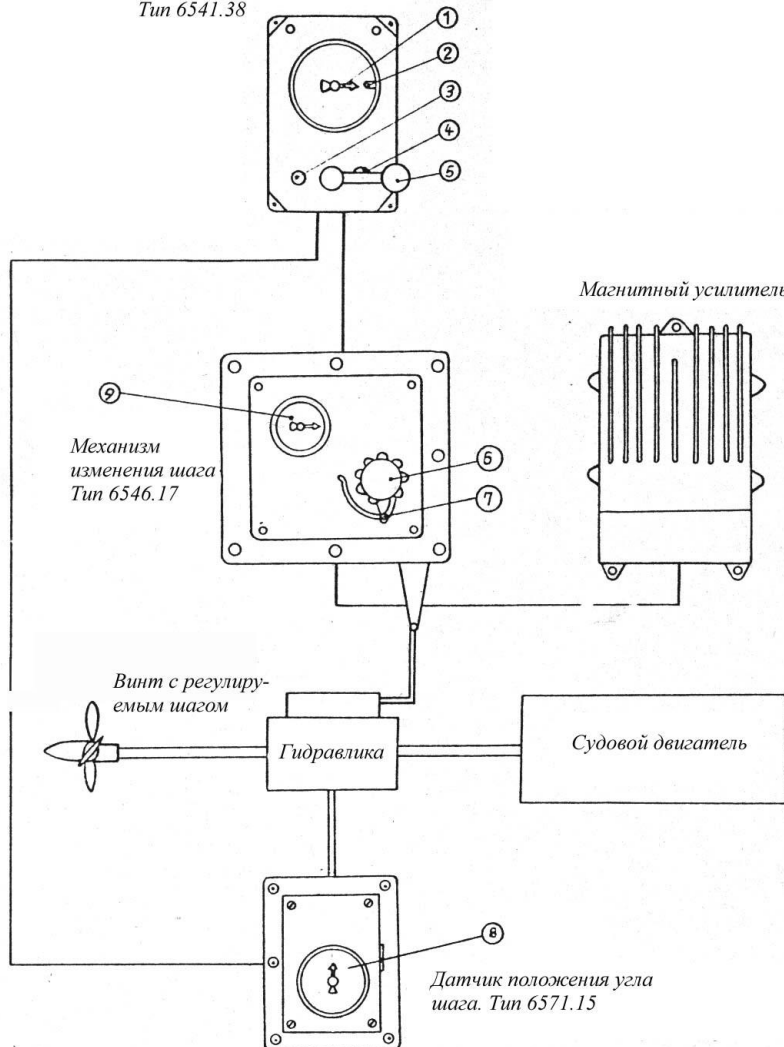 Тип 6541.38
1
2
3
4
5
Магнитный усилитель
9
Механизм
изменения шага
Тип 6546.17
6
7
Винт с регулиру-
емым шагом
Гидравлика
Судовой двигатель
8
Датчик положения угла
шага. Тип 6571.15